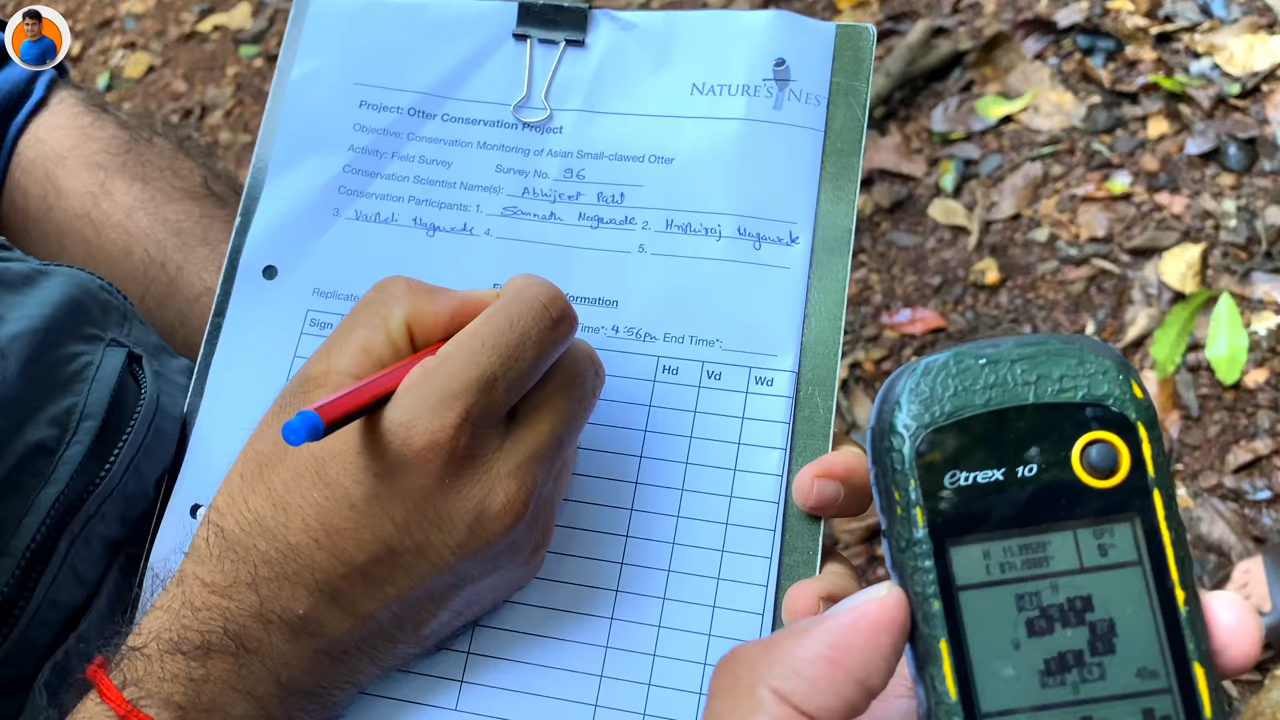 NATURE'S NEST
Project: Otter Conservation Project
Objective: Conservation Monitoring of Asian Small-clawed Otter
Activity: Field Survey Survey No. 96
Conservation Scientist Name(s): Abhijeet Patil
Conservation Participants: 1. Somnath Nagawade 2. Hrishiraj Nagawade
3. Vaishali Nagawade 4. 5.
Information
Replicate Time*: 4:56pm End Time*:
Sign Hd Vd Wd
etrex 10